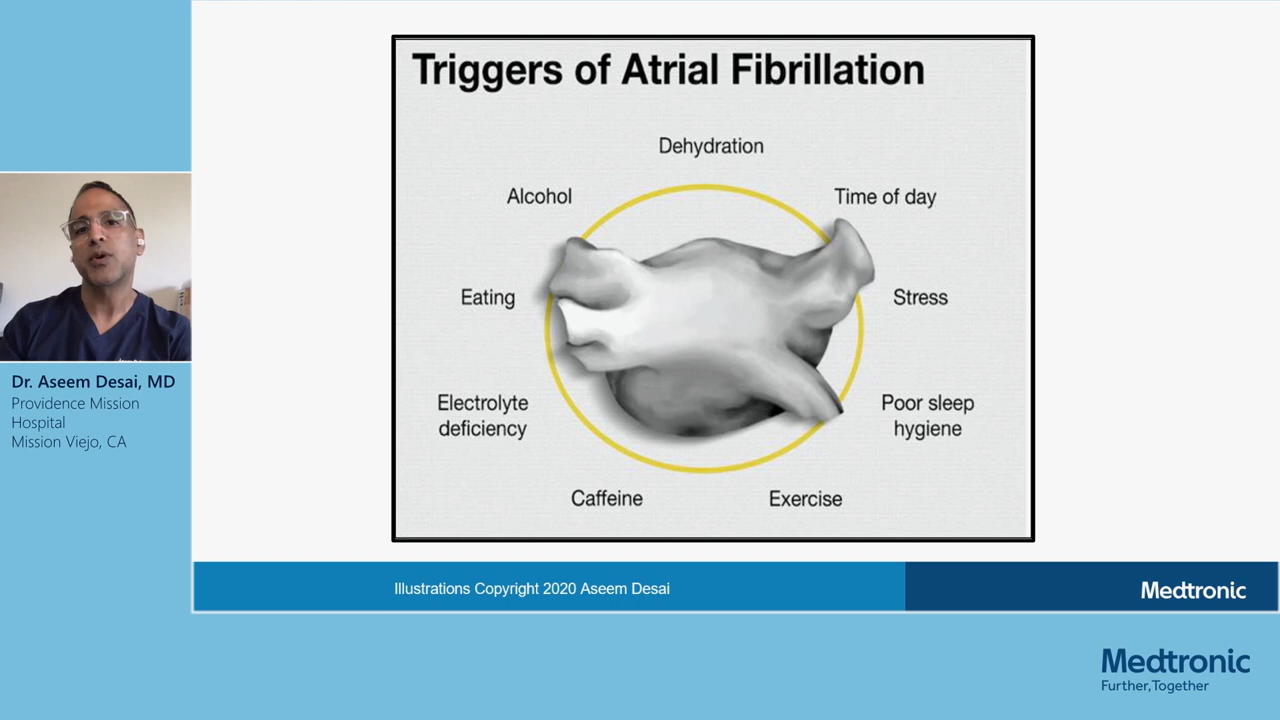 Triggers of Atrial Fibrillation
Dehydration
Alcohol
Time of day
Eating
Stress
Electrolyte
deficiency
Poor sleep
hygiene
Caffeine
Exercise
Dr. Aseem Desai, MD
Providence Mission
Hospital
Mission Viejo, CA
Illustrations Copyright 2020 Aseem Desai
Medtronic
Medtronic
Further, Together